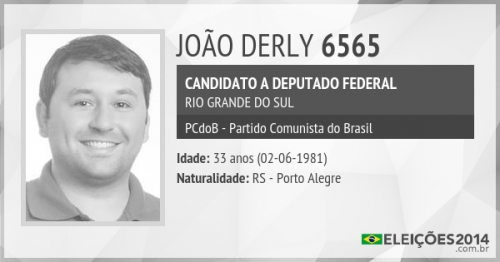 JOÃO DERLY 6565
CANDIDATO A DEPUTADO FEDERAL
RIO GRANDE DO SUL
PCdoB - Partido Comunista do Brasil
Idade: 33 anos (02-06-1981)
Naturalidade: RS - Porto Alegre
ELEIÇÕES2014
.com.br